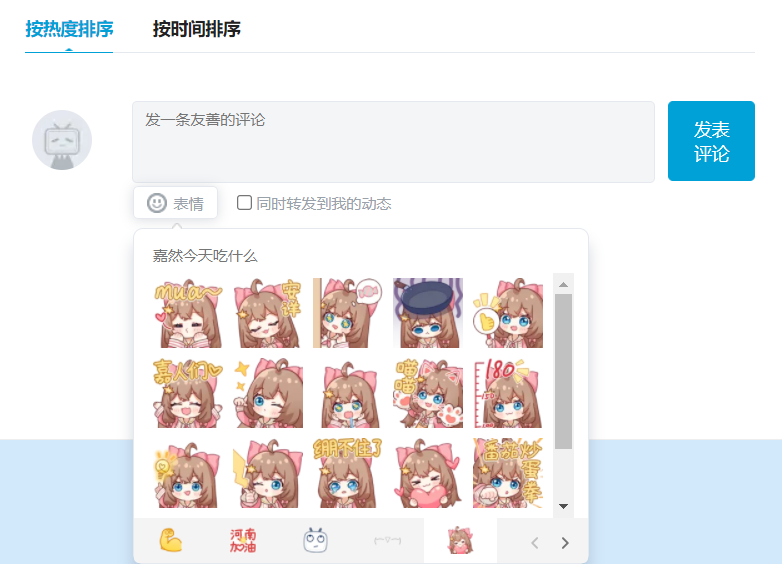 按热度排序 按时间排序
发一条友善的评论
发表
评论
表情 同时转发到我的动态
嘉然今天吃什么
mua~
安详
嘉人们
喵
喵
180
150
绷不住了
番茄炒
蛋拳
河南
加油